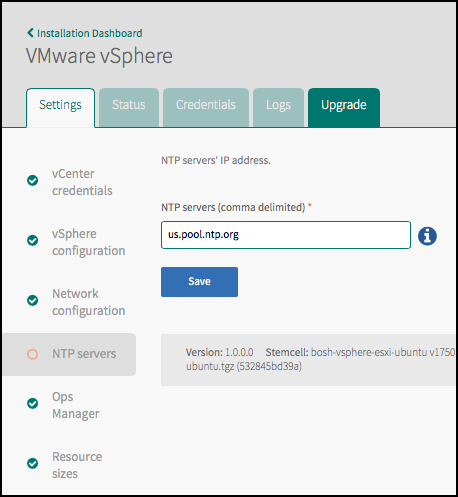 Installation Dashboard
VMware vSphere
Settings
Status
Credentials
Logs
Upgrade
vCenter
credentials
vSphere
configuration
Network
configuration
NTP servers
Ops
Manager
Resource
sizes
NTP servers' IP address.
NTP servers (comma delimited) *
us.pool.ntp.org
Save
Version: 1.0.0.0 Stemcell: bosh-vsphere-esxi-ubuntu v1750
ubuntu.tgz (532845bd39a)